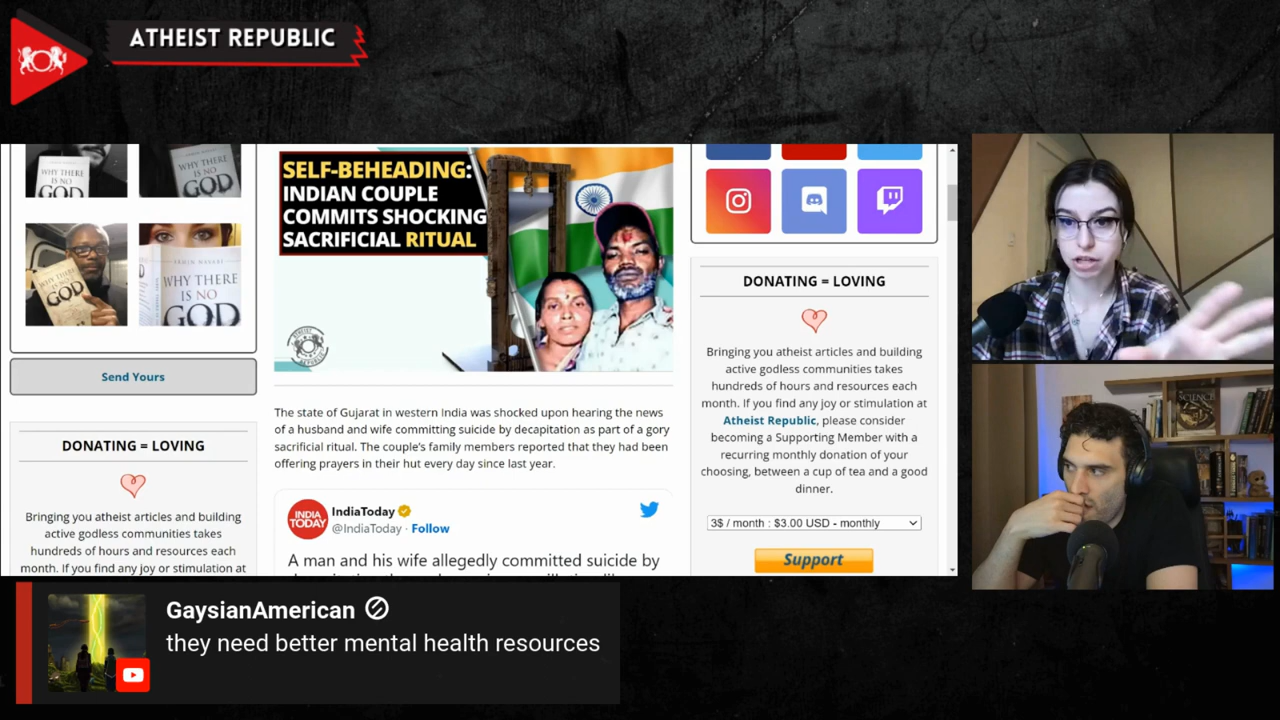 ATHEIST REPUBLIC
WHY THERE
IS NO
GOD
WHY THERE
IS NO
GOD
WHY THERE
IS NO
GOD
ARMIN NAVABI
WHY THERE
IS NO
GOD
Send Yours
DONATING = LOVING
Bringing you atheist articles and building
active godless communities takes
hundreds of hours and resources each
month. If you find any joy or stimulation at
SELF-BEHEADING:
INDIAN COUPLE
COMMITS SHOCKING
SACRIFICIAL RITUAL
The state of Gujarat in western India was shocked upon hearing the news
of a husband and wife committing suicide by decapitation as part of a gory
sacrificial ritual. The couple's family members reported that they had been
offering prayers in their hut every day since last year.
INDIA
TODAY
IndiaToday
@IndiaToday · Follow
A man and his wife allegedly committed suicide by
DONATING = LOVING
Bringing you atheist articles and building
active godless communities takes
hundreds of hours and resources each
month. If you find any joy or stimulation at
Atheist Republic, please consider
becoming a Supporting Member with a
recurring monthly donation of your
choosing, between a cup of tea and a good
dinner.
3$ / month : $3.00 USD - monthly
Support
SCIENCE
GaysianAmerican
they need better mental health resources